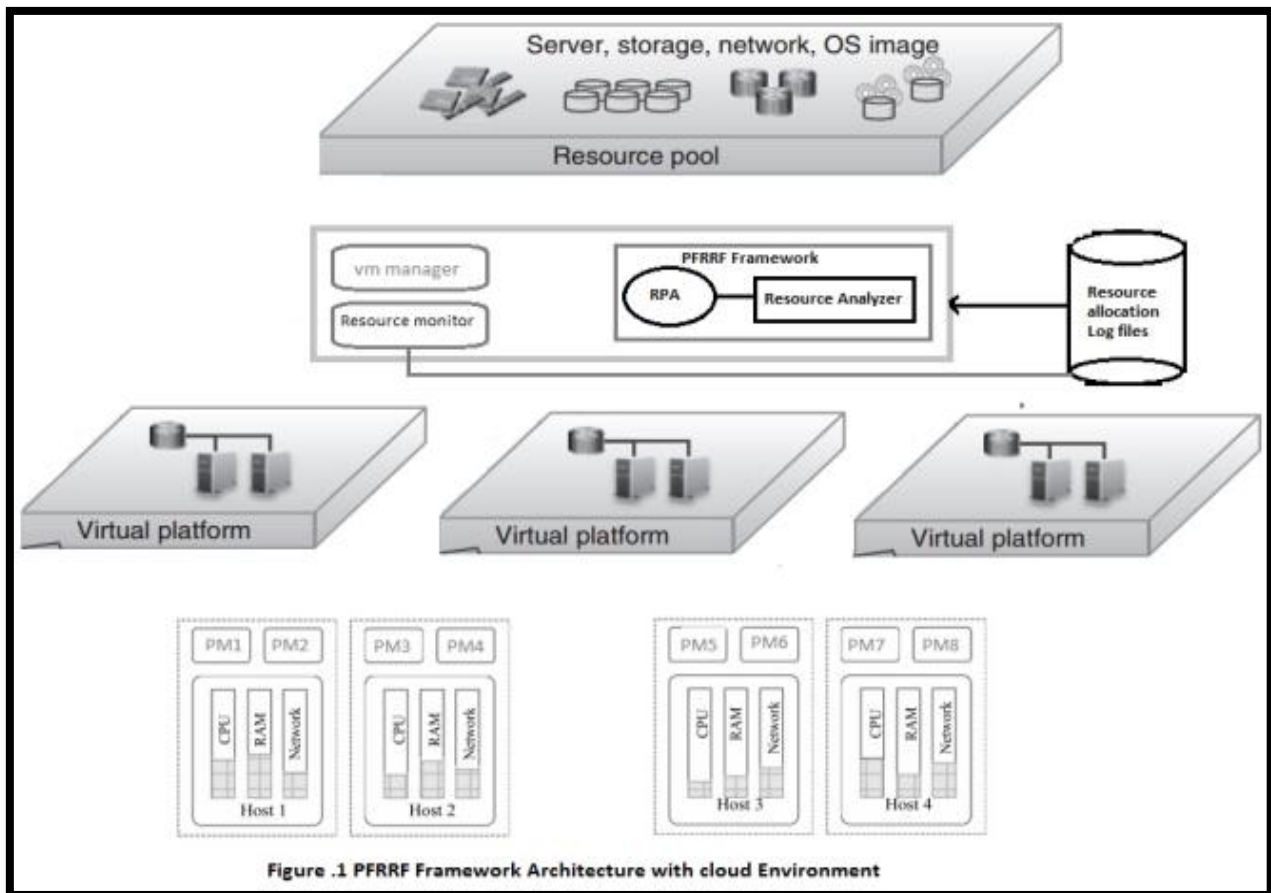 Server, storage, network, OS image
Resource pool
vm manager
Resource monitor
PFRRF Framework
RPA
Resource Analyzer
Resource
allocation
Log files
Virtual platform
Virtual platform
Virtual platform
PM1 PM2
PM3 PM4
PM5 PM6
PM7 PM8
CPU
RAM
Network
Host 1
CPU
RAM
Network
Host 2
CPU
RAM
Network
Host 3
CPU
RAM
Network
Host 4
Figure .1 PFRRF Framework Architecture with cloud Environment